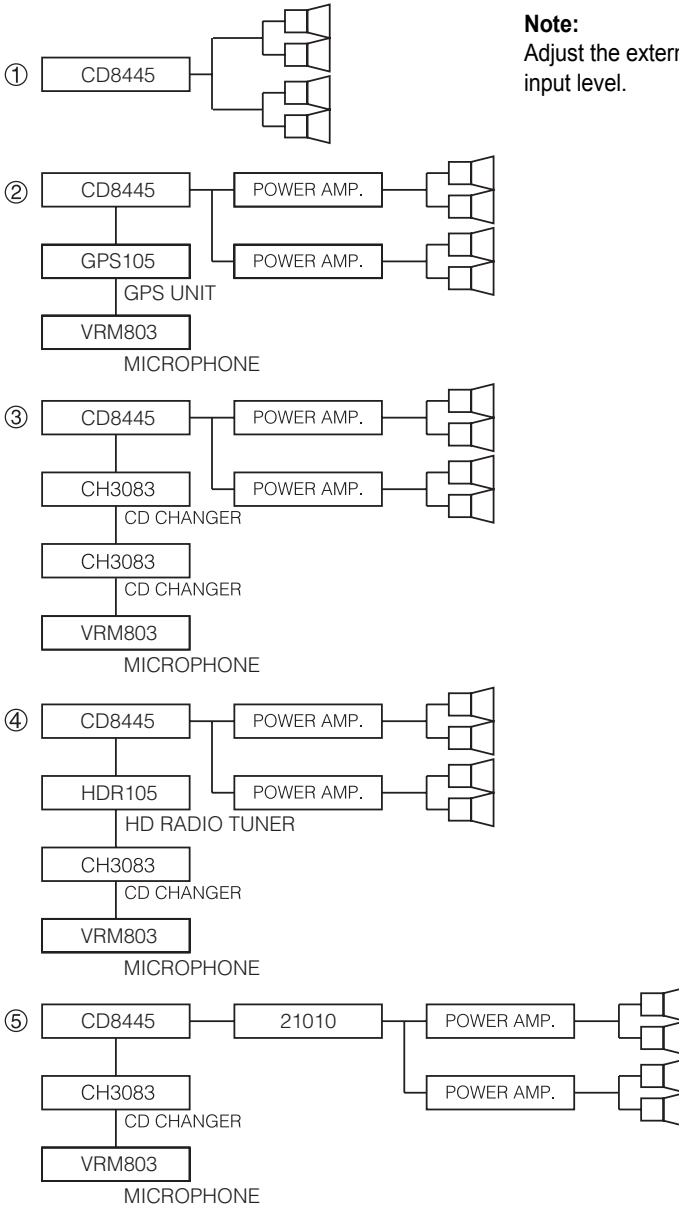 Note:
Adjust the extern
input level.
① CD8445
② CD8445 POWER AMP.
GPS105 POWER AMP.
GPS UNIT
VRM803
MICROPHONE
③ CD8445 POWER AMP.
CH3083 POWER AMP.
CD CHANGER
CH3083
CD CHANGER
VRM803
MICROPHONE
④ CD8445 POWER AMP.
HDR105 POWER AMP.
HD RADIO TUNER
CH3083
CD CHANGER
VRM803
MICROPHONE
⑤ CD8445 21010 POWER AMP.
CH3083 POWER AMP.
CD CHANGER
VRM803
MICROPHONE